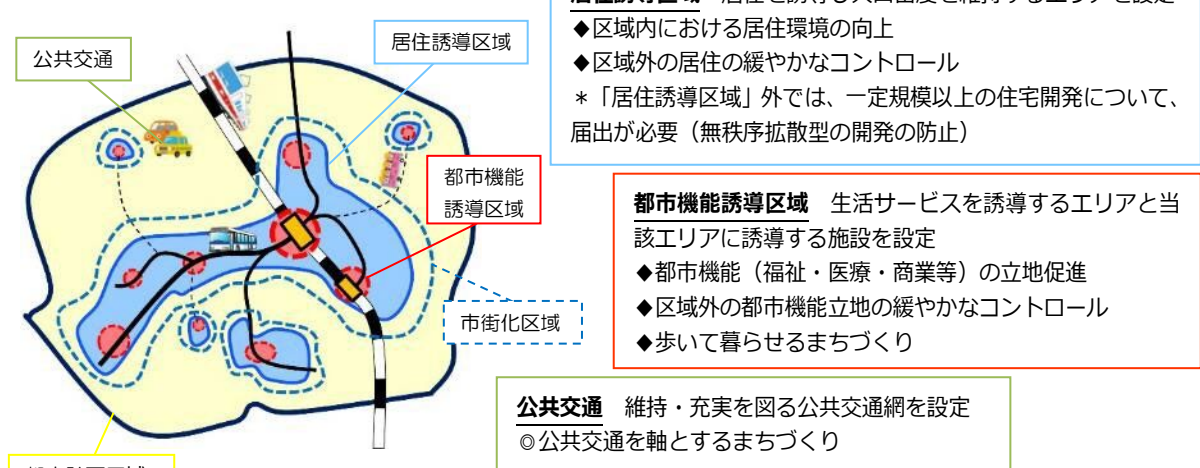 ◆区域内における居住環境の向上
◆区域外の居住の緩やかなコントロール
*「居住誘導区域」外では、一定規模以上の住宅開発について、
届出が必要（無秩序拡散型の開発の防止）
公共交通
居住誘導区域
都市機能
誘導区域
市街化区域
都市機能誘導区域　生活サービスを誘導するエリアと当
該エリアに誘導する施設を設定
◆都市機能（福祉・医療・商業等）の立地促進
◆区域外の都市機能立地の緩やかなコントロール
◆歩いて暮らせるまちづくり
公共交通　維持・充実を図る公共交通網を設定
◎公共交通を軸とするまちづくり